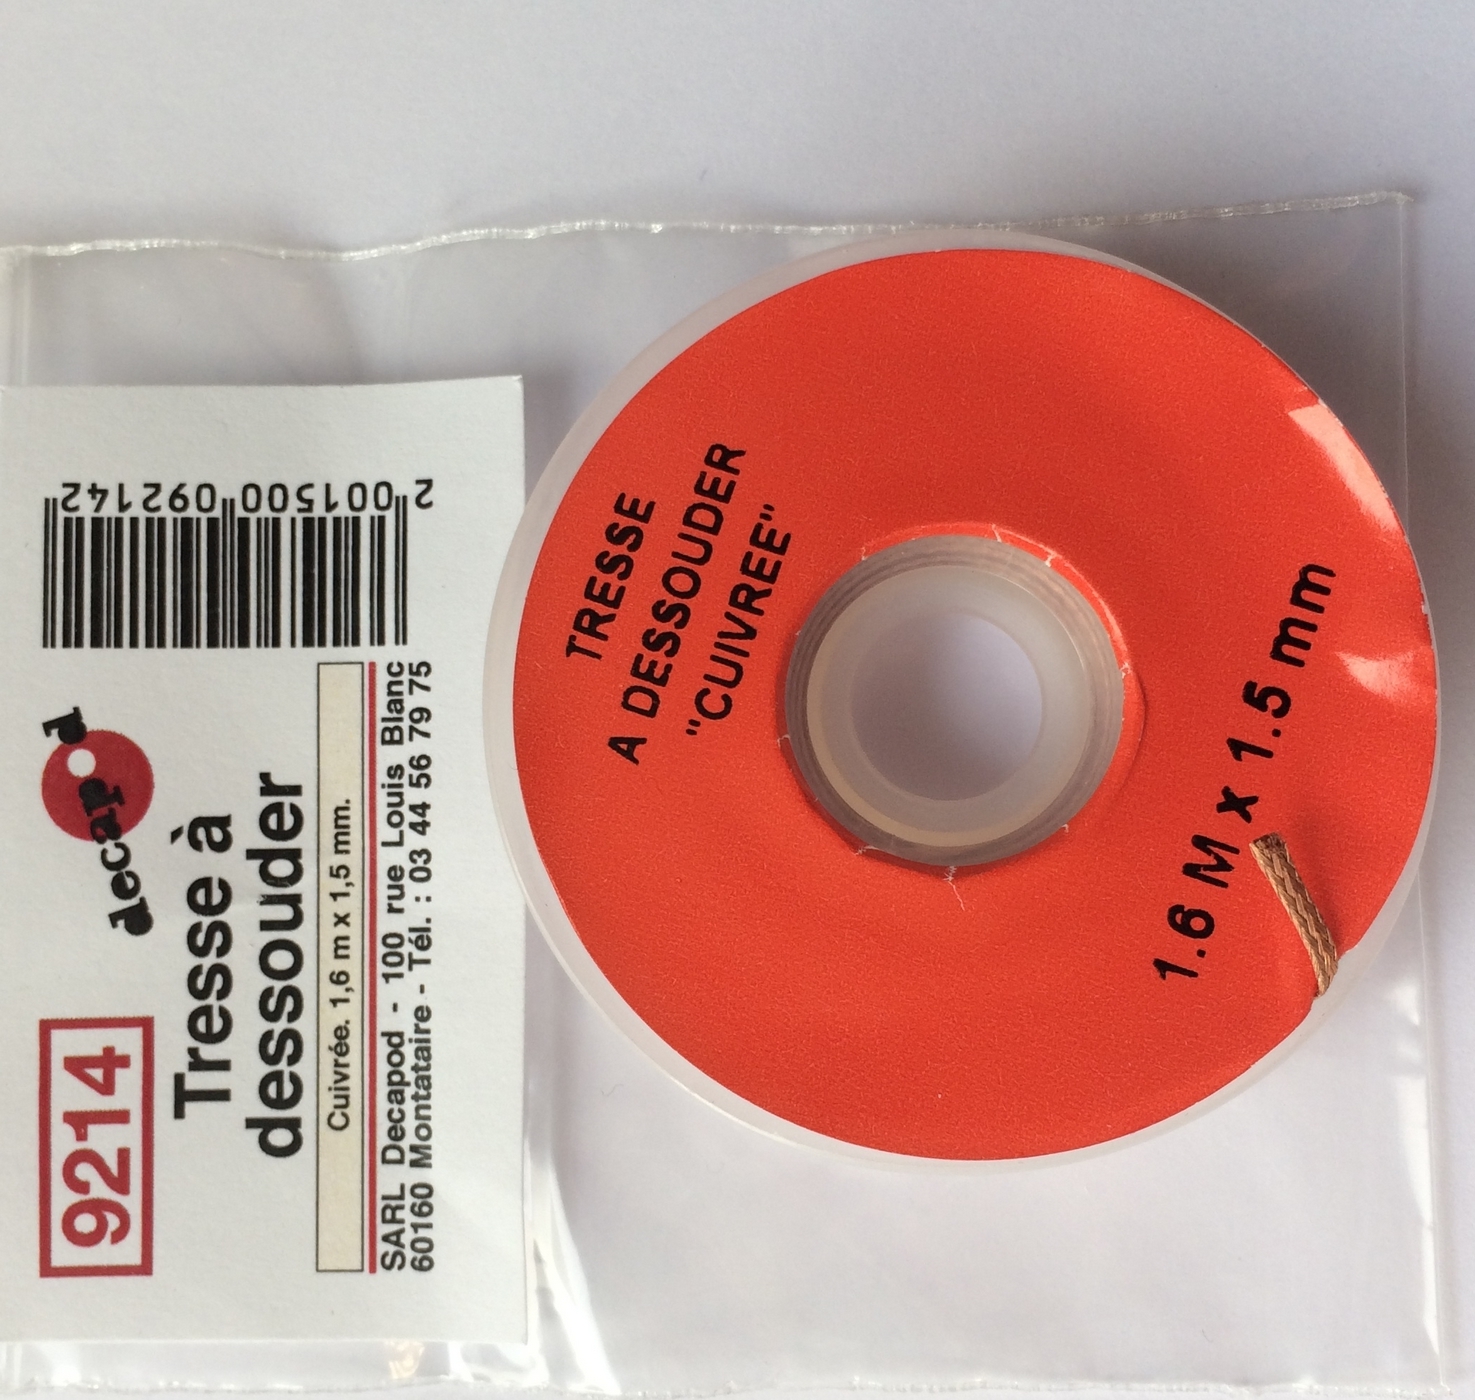 9214
decapod
Tresse à
dessouder
Cuivrée. 1,6 m x 1,5 mm.
SARL Decapod - 100 rue Louis Blanc
60160 Montataire - Tél. : 03 44 56 79 75
2 001500 092142
TRESSE
A DESSOUDER
"CUIVREE"
1.6 M x 1.5 mm